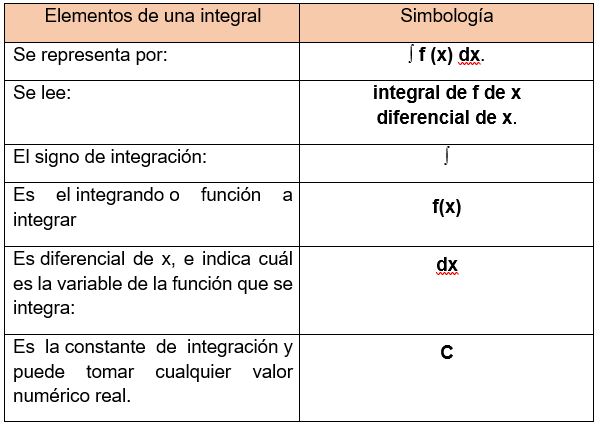 Elementos de una integral
Simbología
Se representa por:
∫ f (x) dx.
Se lee:
integral de f de x
diferencial de x.
El signo de integración:
∫
Es el integrando o función a
integrar
f(x)
Es diferencial de x, e indica cuál
es la variable de la función que se
integra:
dx
Es la constante de integración y
puede tomar cualquier valor
numérico real.
C